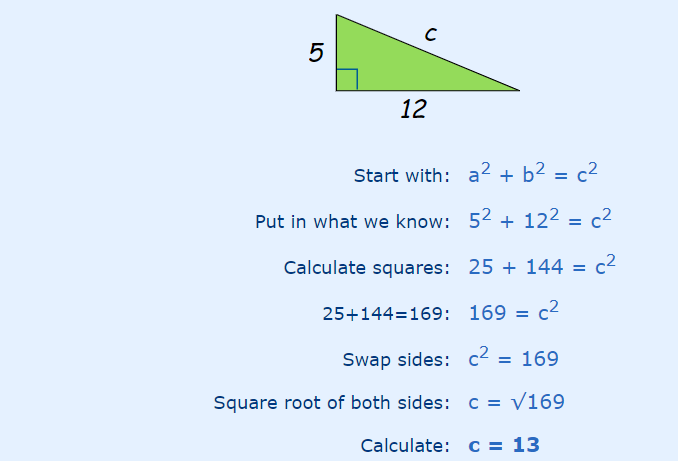 5
c
12
Start with: a² + b² = c²
Put in what we know: 5² + 12² = c²
Calculate squares: 25 + 144 = c²
25+144=169: 169 = c²
Swap sides: c² = 169
Square root of both sides: c = √169
Calculate: c = 13